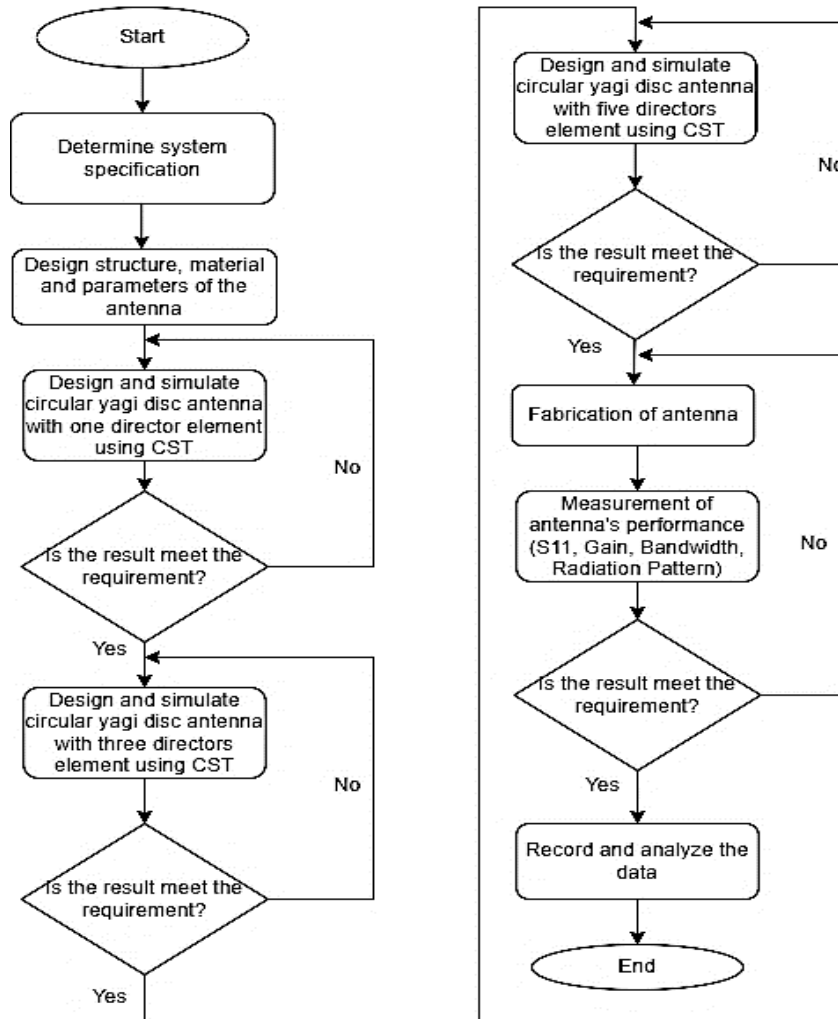 Start
Determine system
specification
Design structure, material
and parameters of the
antenna
Design and simulate
circular yagi disc antenna
with one director element
using CST
No
Is the result meet the
requirement?
Yes
Design and simulate
circular yagi disc antenna
with three directors
element using CST
No
Is the result meet the
requirement?
Yes
Design and simulate
circular yagi disc antenna
with five directors
element using CST
No
Is the result meet the
requirement?
Yes
Fabrication of antenna
Measurement of
antenna's performance
(S11, Gain, Bandwidth,
Radiation Pattern)
No
Is the result meet the
requirement?
Yes
Record and analyze the
data
End